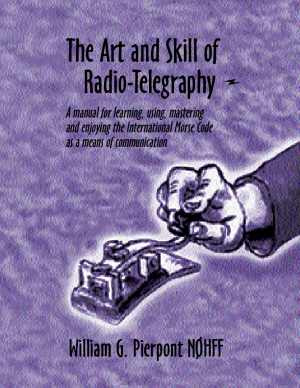 The Art and Skill of
Radio-Telegraphy
A manual for learning, using, mastering
and enjoying the International Morse Code
as a means of communication
William G. Pierpont NØHFF